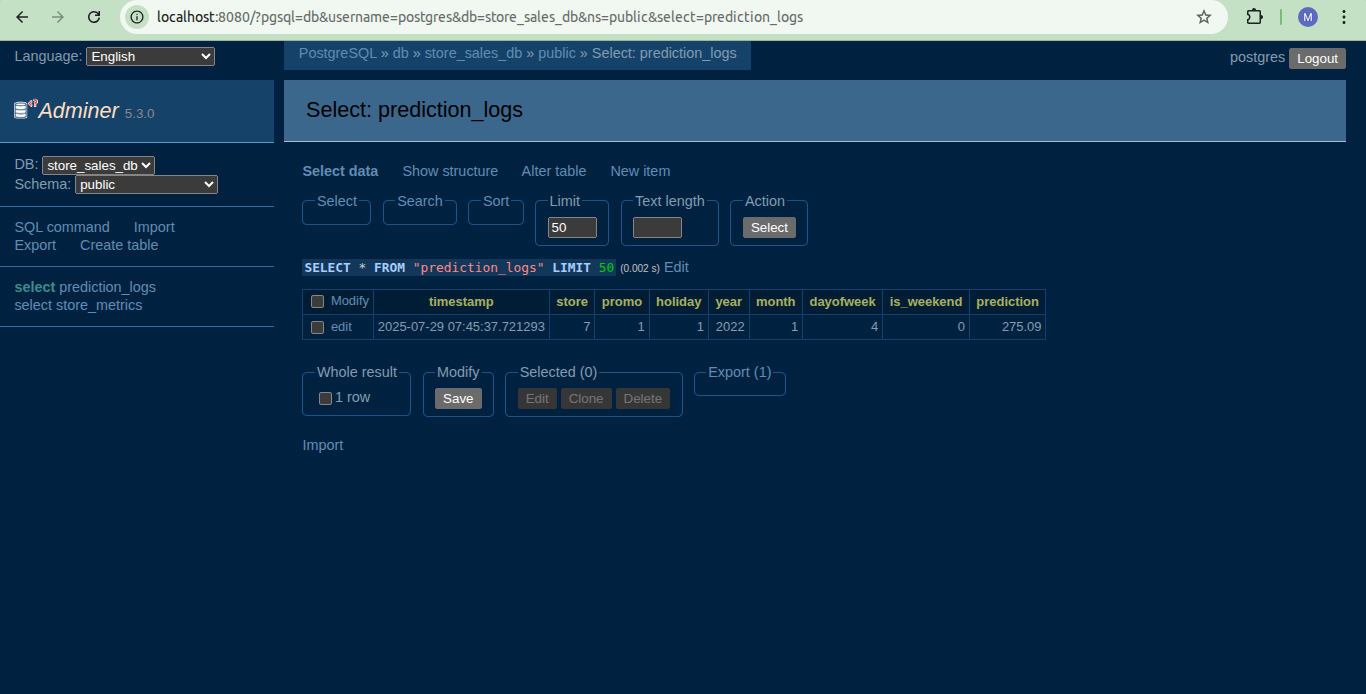 localhost:8080/?pgsql=db&username=postgres&db=store_sales_db&ns=public&select=prediction_logs
M
Language: English
PostgreSQL » db » store_sales_db » public » Select: prediction_logs
postgres Logout
Adminer 5.3.0
Select: prediction_logs
DB: store_sales_db
Schema: public
SQL command Import
Export Create table
select prediction_logs
select store_metrics
Select data Show structure Alter table New item
Select Search Sort Limit Text length Action
50 Select
SELECT * FROM "prediction_logs" LIMIT 50 (0.002 s) Edit
Modify timestamp store promo holiday year month dayofweek is_weekend prediction
edit 2025-07-29 07:45:37.721293 7 1 1 2022 1 4 0 275.09
Whole result Modify Selected (0) Export (1)
1 row Save Edit Clone Delete
Import